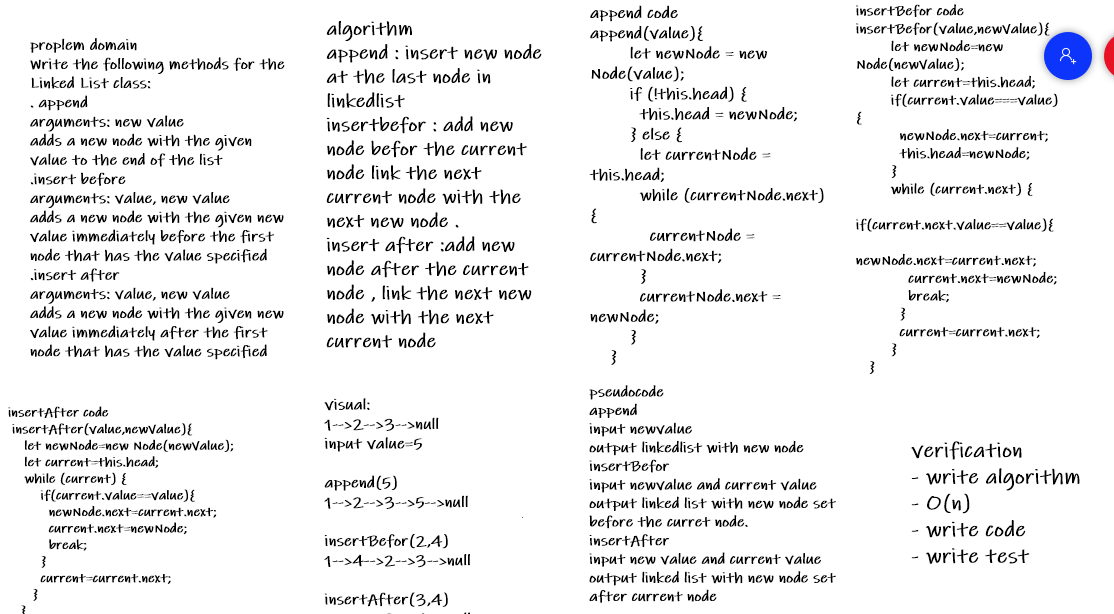 proplem domain
Write the following methods for the
Linked List class:
. append
arguments: new value
adds a new node with the given
value to the end of the list
.insert before
arguments: value, new value
adds a new node with the given new
value immediately before the first
node that has the value specified
.insert after
arguments: value, new value
adds a new node with the given new
value immediately after the first
node that has the value specified
algorithm
append : insert new node
at the last node in
linkedlist
insertbefor : add new
node befor the current
node link the next
current node with the
next new node .
insert after :add new
node after the current
node , link the next new
node with the next
current node
append code
append(value){
let newNode = new
Node(value);
if (!this.head) {
this.head = newNode;
} else {
let currentNode =
this.head;
while (currentNode.next)
{
currentNode =
currentNode.next;
}
currentNode.next =
newNode;
}
}
insertBefor code
insertBefor(value,newValue){
let newNode=new
Node(newValue);
let current=this.head;
if(current.value===value)
{
newNode.next=current;
this.head=newNode;
}
while (current.next) {
if(current.next.value==value){
newNode.next=current.next;
current.next=newNode;
break;
}
current=current.next;
}
}
insertAfter code
insertAfter(value,newValue){
let newNode=new Node(newValue);
let current=this.head;
while (current) {
if(current.value==value){
newNode.next=current.next;
current.next=newNode;
break;
}
current=current.next;
}
}
visual:
1-->2-->3-->null
input value=5
append(5)
1-->2-->3-->5-->null
insertBefor(2,4)
1-->4-->2-->3-->null
insertAfter(3,4)
pseudocode
append
input newvalue
output linkedlist with new node
insertBefor
input newvalue and current value
output linked list with new node set
before the curret node.
insertAfter
input new value and current value
output linked list with new node set
after current node
verification
- write algorithm
- O(n)
- write code
- write test